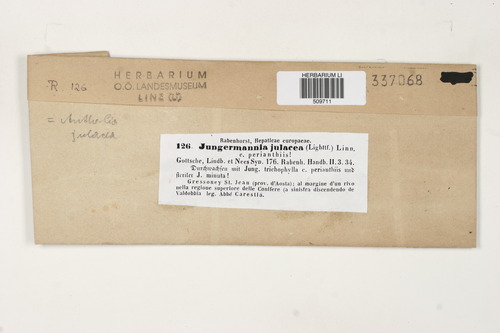 R 126
HERBARIUM
O.Ö. LANDESMUSEUM
LINZ (LI)
HERBARIUM LI
509711
337068
= Anthelia
julacea
Rabenhorst, Hepaticae europaeae.
126. Jungermannia julacea (Lightf.) Linn.
c. perianthiis!
Gottsche, Lindb. et Nees Syn. 176. Rabenh. Handb. II. 3. 34.
Durchwachsen mit Jung. trichophylla c. perianthiis und
steriler J. minuta!
Gressoney St. Jean (prov. d'Aosta); al margine d'un rivo
nella regione superiore delle Conifere (a sinistra discendendo de
Valdobbia leg. Abbé Carestia.